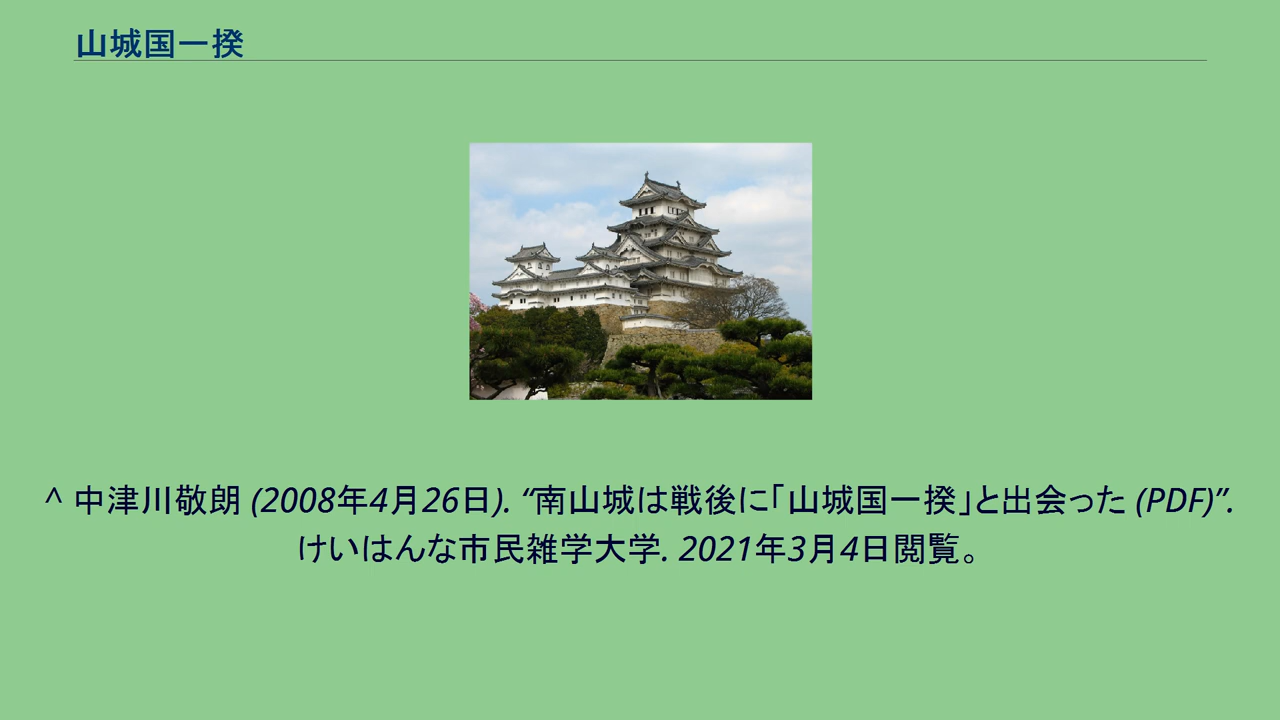 山城国一揆
^ 中津川敬朗 (2008年4月26日). “南山城は戦後に「山城国一揆」と出会った (PDF)”.
けいはんな市民雑学大学. 2021年3月4日閲覧。